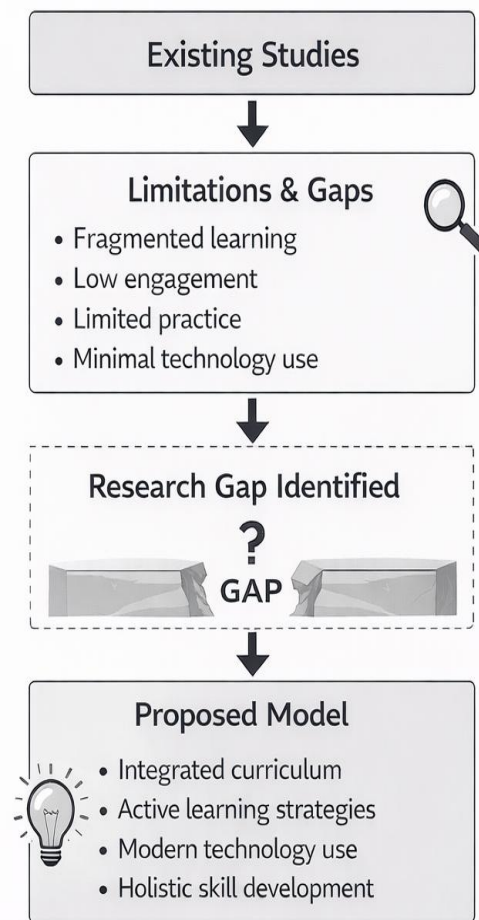 Existing Studies
Limitations & Gaps
• Fragmented learning
• Low engagement
• Limited practice
• Minimal technology use
Research Gap Identified
?
GAP
Proposed Model
• Integrated curriculum
• Active learning strategies
• Modern technology use
• Holistic skill development